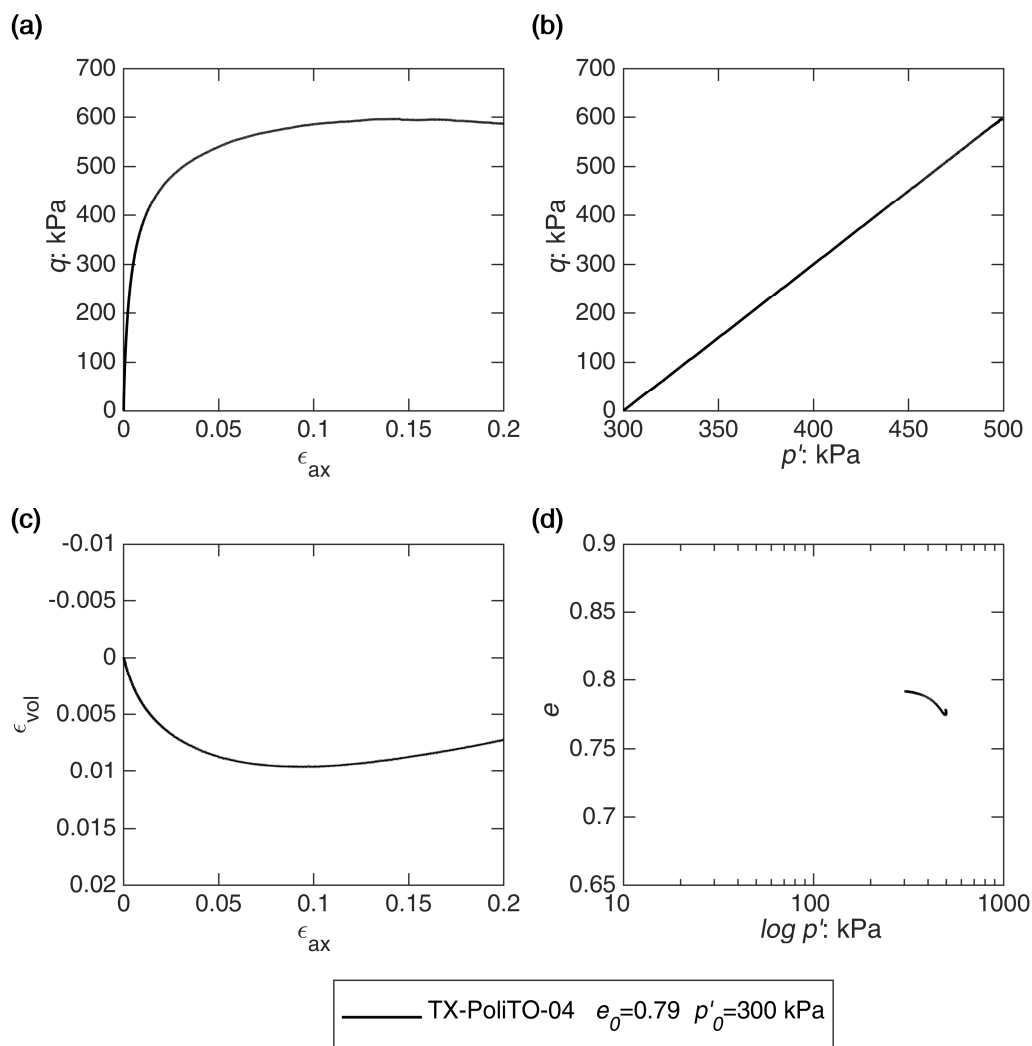 (a)
700
600
500
400
300
200
100
0
q: kPa
0 0.05 0.1 0.15 0.2
ϵax
(b)
700
600
500
400
300
200
100
0
q: kPa
300 350 400 450 500
p': kPa
(c)
-0.01
-0.005
0
0.005
0.01
0.015
0.02
ϵvol
0 0.05 0.1 0.15 0.2
ϵax
(d)
0.9
0.85
0.8
0.75
0.7
0.65
e
10 100 1000
log p': kPa
TX-PoliTO-04 e0=0.79 p'0=300 kPa